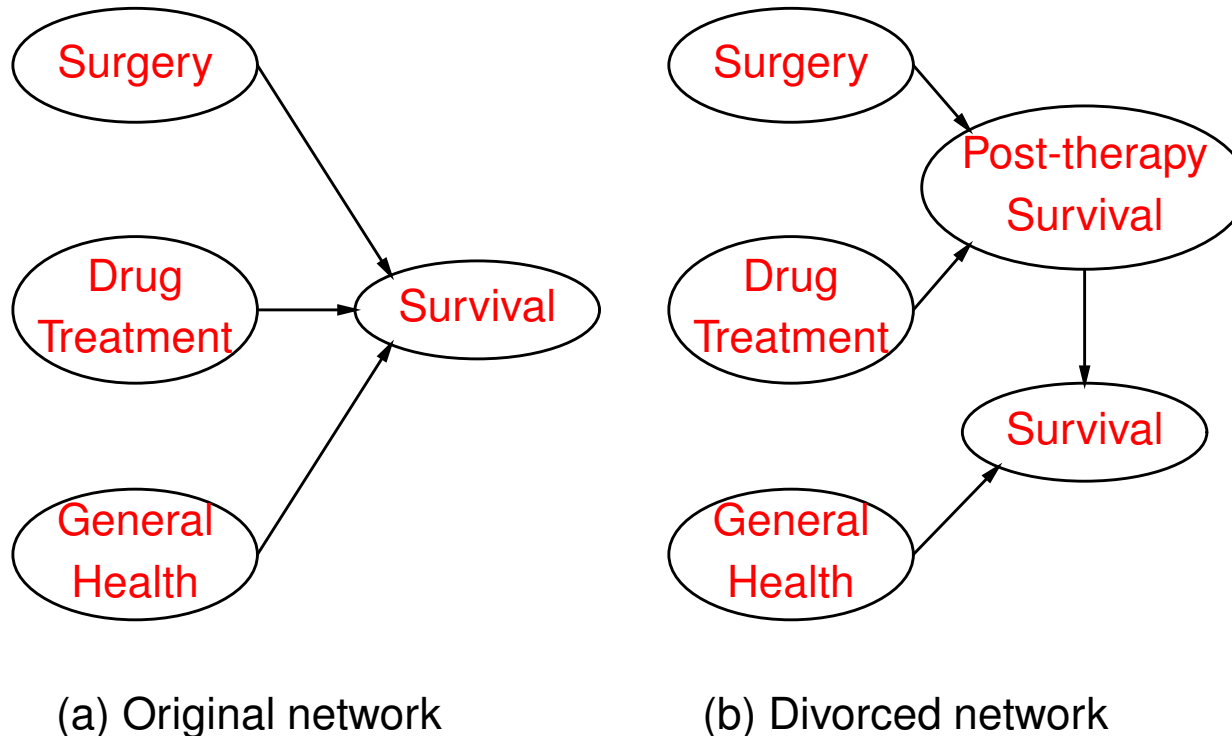 Surgery
Drug
Treatment
General
Health
Survival
(a) Original network
Surgery
Drug
Treatment
General
Health
Post-therapy
Survival
Survival
(b) Divorced network